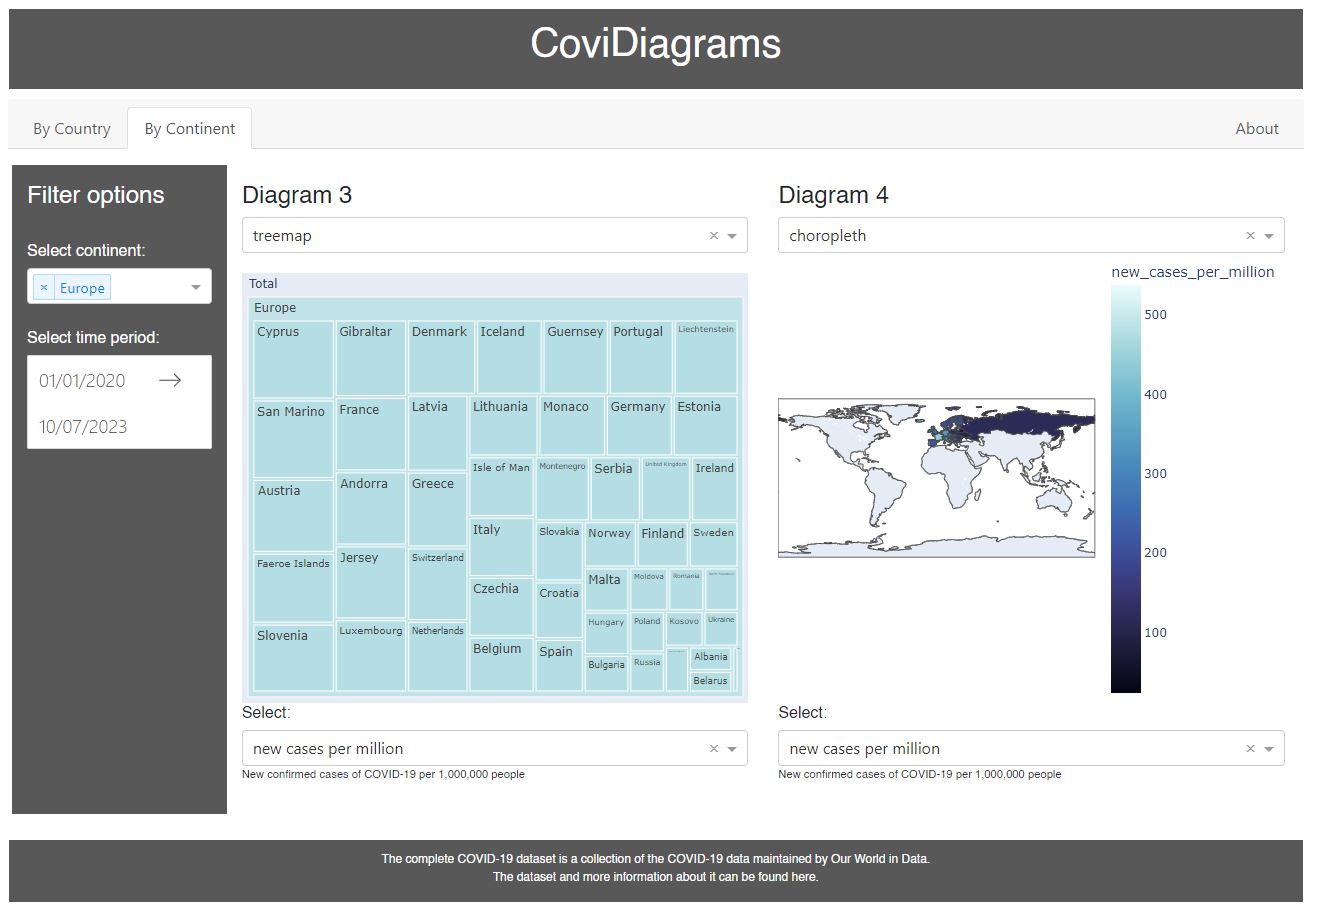 CoviDiagrams
By Country
By Continent
About
Filter options
Select continent:
× Europe
Select time period:
01/01/2020
10/07/2023
Diagram 3
treemap
Total
Europe
Cyprus
Gibraltar
Denmark
Iceland
Guernsey
Portugal
Liechtenstein
San Marino
France
Latvia
Lithuania
Monaco
Germany
Estonia
Isle of Man
Montenegro
Serbia
United Kingdom
Ireland
Austria
Andorra
Greece
Italy
Slovakia
Norway
Finland
Sweden
Faeroe Islands
Jersey
Switzerland
Czechia
Croatia
Malta
Moldova
Romania
Slovenia
Luxembourg
Netherlands
Belgium
Spain
Hungary
Poland
Kosovo
Ukraine
Bulgaria
Russia
Albania
Belarus
Select:
new cases per million
New confirmed cases of COVID-19 per 1,000,000 people
Diagram 4
choropleth
new_cases_per_million
500
400
300
200
100
Select:
new cases per million
New confirmed cases of COVID-19 per 1,000,000 people
The complete COVID-19 dataset is a collection of the COVID-19 data maintained by Our World in Data.
The dataset and more information about it can be found here.